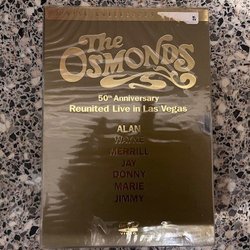 The
OSMONDS
50th Anniversary
Reunited Live in Las Vegas
ALAN
WAYNE
MERRILL
JAY
DONNY
MARIE
JIMMY